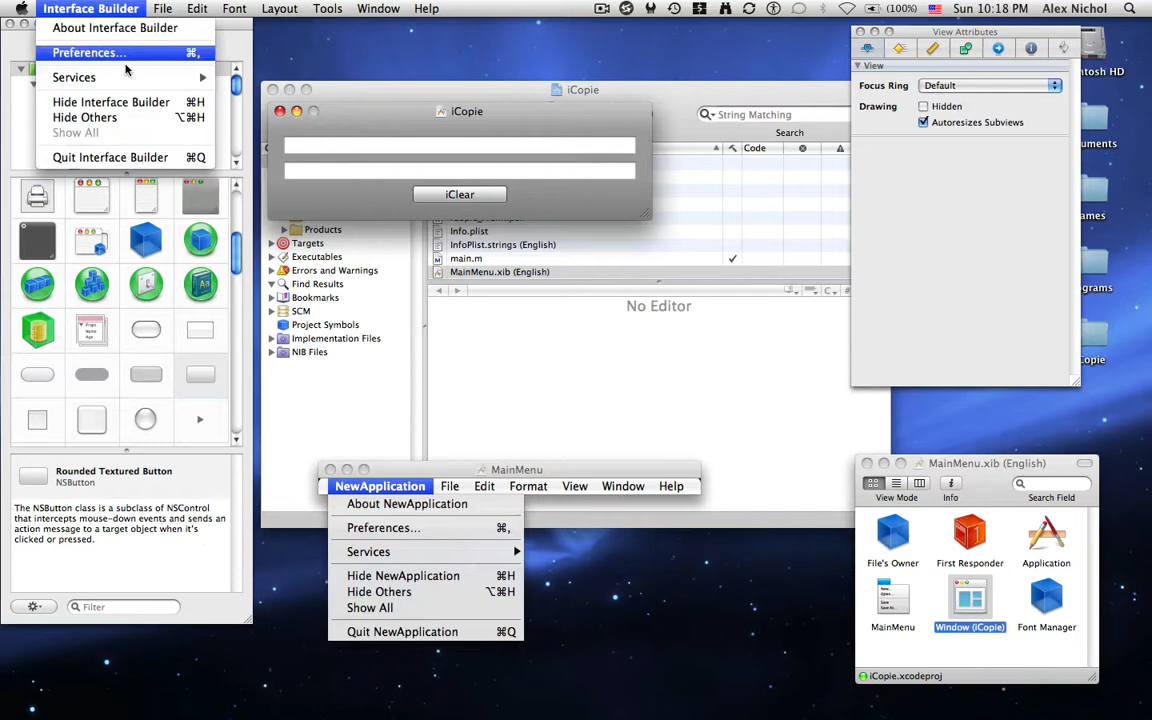 Interface Builder File Edit Font Layout Tools Window Help (100%) Sun 10:18 PM Alex Nichol
About Interface Builder
Preferences... ⌘,
Services
Hide Interface Builder ⌘H
Hide Others ⌥⌘H
Show All
Quit Interface Builder ⌘Q
Rounded Textured Button
NSButton
The NSButton class is a subclass of NSControl
that intercepts mouse-down events and sends an
action message to a target object when it's
clicked or pressed.
Filter
iCopie
String Matching
Search
Code
iCopie
iClear
Products
Targets
Executables
Errors and Warnings
Find Results
Bookmarks
SCM
Project Symbols
Implementation Files
NIB Files
Info.plist
InfoPlist.strings (English)
main.m
MainMenu.xib (English)
No Editor
MainMenu
NewApplication File Edit Format View Window Help
About NewApplication
Preferences... ⌘,
Services
Hide NewApplication ⌘H
Hide Others ⌥⌘H
Show All
Quit NewApplication ⌘Q
View Attributes
View
Focus Ring Default
Drawing Hidden
Autoresizes Subviews
MainMenu.xib (English)
View Mode Info Search Field
File's Owner First Responder Application
MainMenu Window (iCopie) Font Manager
iCopie.xcodeproj